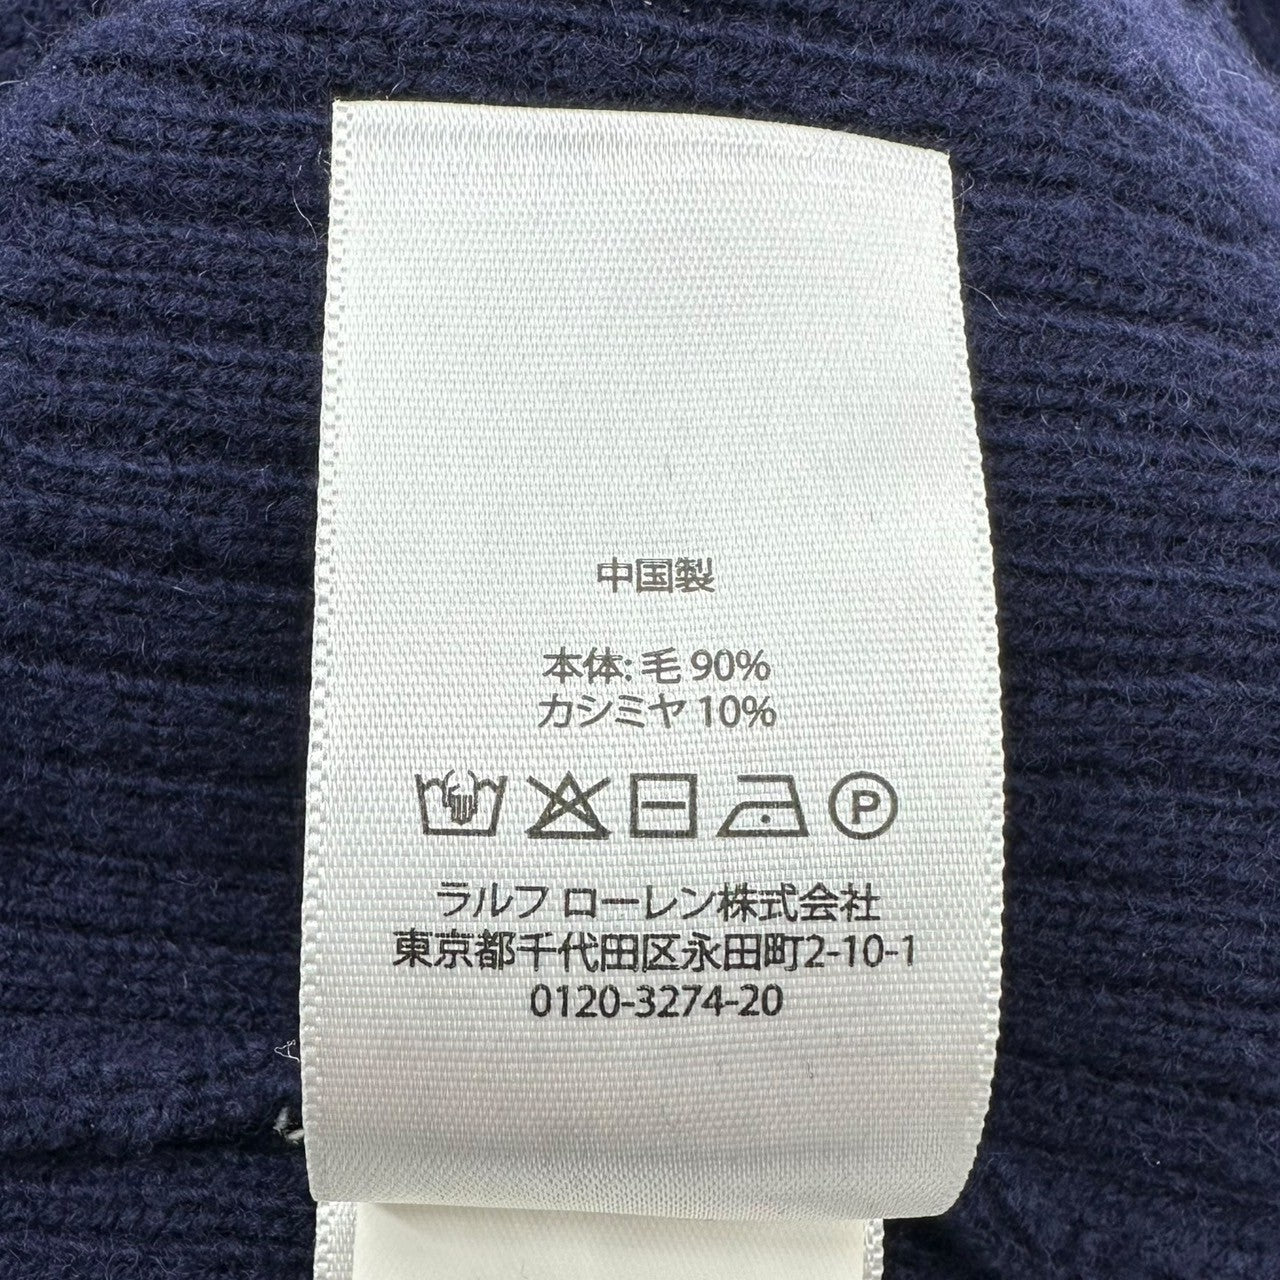 中国製
本体: 毛 90%
カシミヤ 10%
P
ラルフ ローレン株式会社
東京都千代田区永田町2-10-1
0120-3274-20